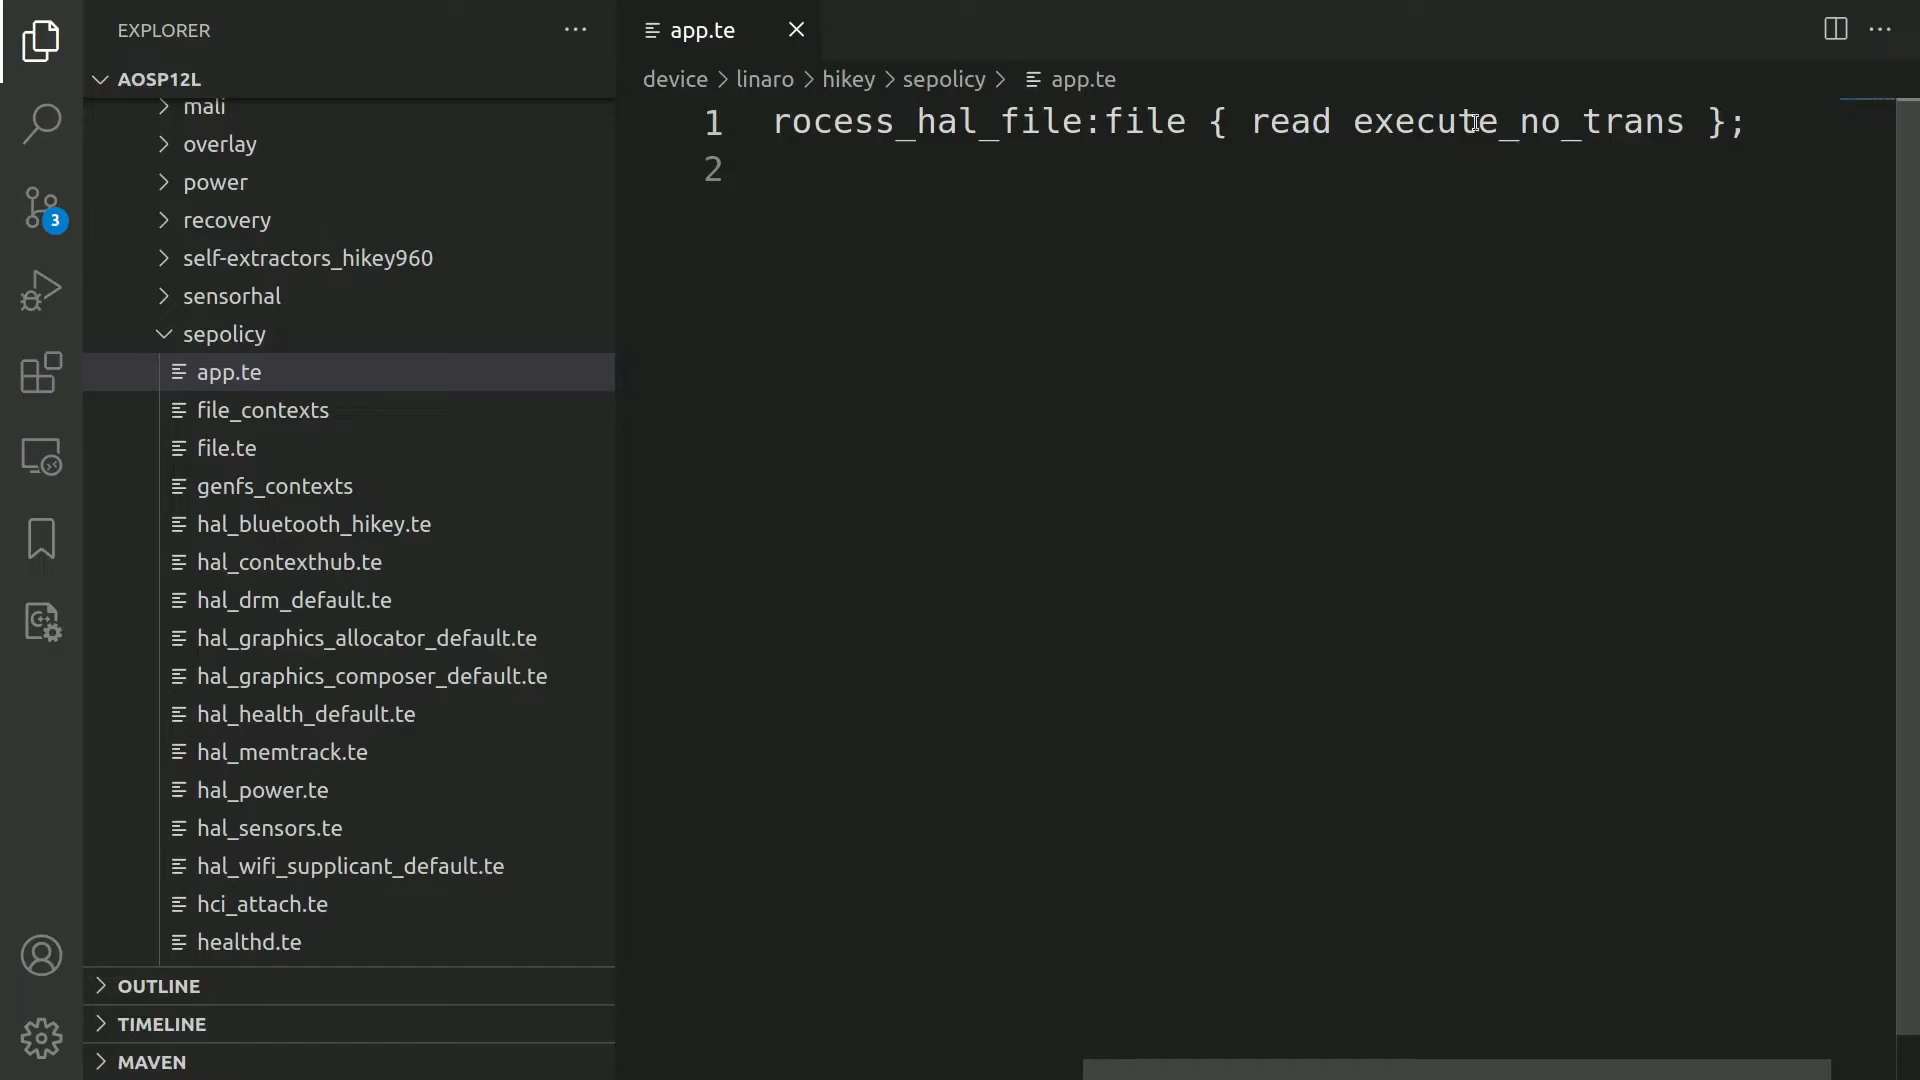 EXPLORER
AOSP12L
mali
overlay
power
recovery
self-extractors_hikey960
sensorhal
sepolicy
app.te
file_contexts
file.te
genfs_contexts
hal_bluetooth_hikey.te
hal_contexthub.te
hal_drm_default.te
hal_graphics_allocator_default.te
hal_graphics_composer_default.te
hal_health_default.te
hal_memtrack.te
hal_power.te
hal_sensors.te
hal_wifi_supplicant_default.te
hci_attach.te
healthd.te
OUTLINE
TIMELINE
MAVEN
3
app.te
device > linaro > hikey > sepolicy > app.te
1 rocess_hal_file:file { read execute_no_trans };
2